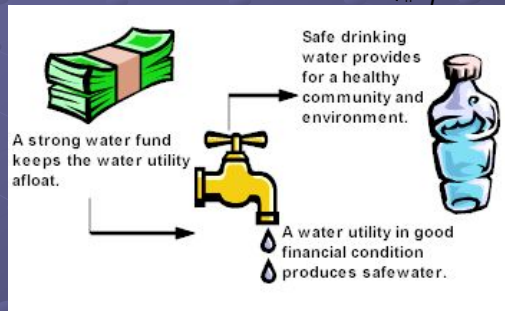 A strong water fund
keeps the water utility
afloat.
Safe drinking
water provides
for a healthy
community and
environment.
A water utility in good
financial condition
produces safewater.